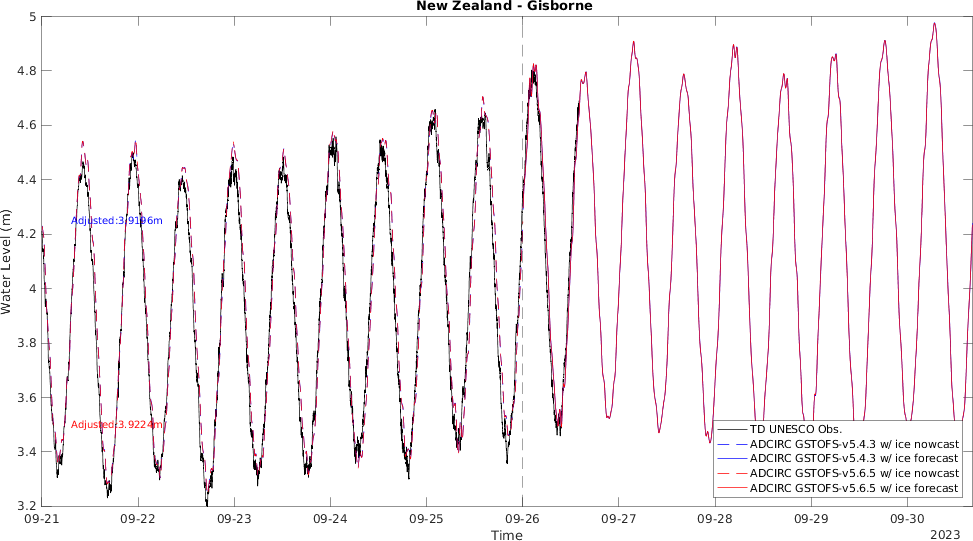 New Zealand - Gisborne
Water Level (m)
5
4.8
4.6
4.4
4.2
4
3.8
3.6
3.4
3.2
Adjusted:3.9196m
Adjusted:3.9224m
TD UNESCO Obs.
ADCIRC GSTOFS-v5.4.3 w/ ice nowcast
ADCIRC GSTOFS-v5.4.3 w/ ice forecast
ADCIRC GSTOFS-v5.6.5 w/ ice nowcast
ADCIRC GSTOFS-v5.6.5 w/ ice forecast
09-21 09-22 09-23 09-24 09-25 09-26 09-27 09-28 09-29 09-30
Time
2023